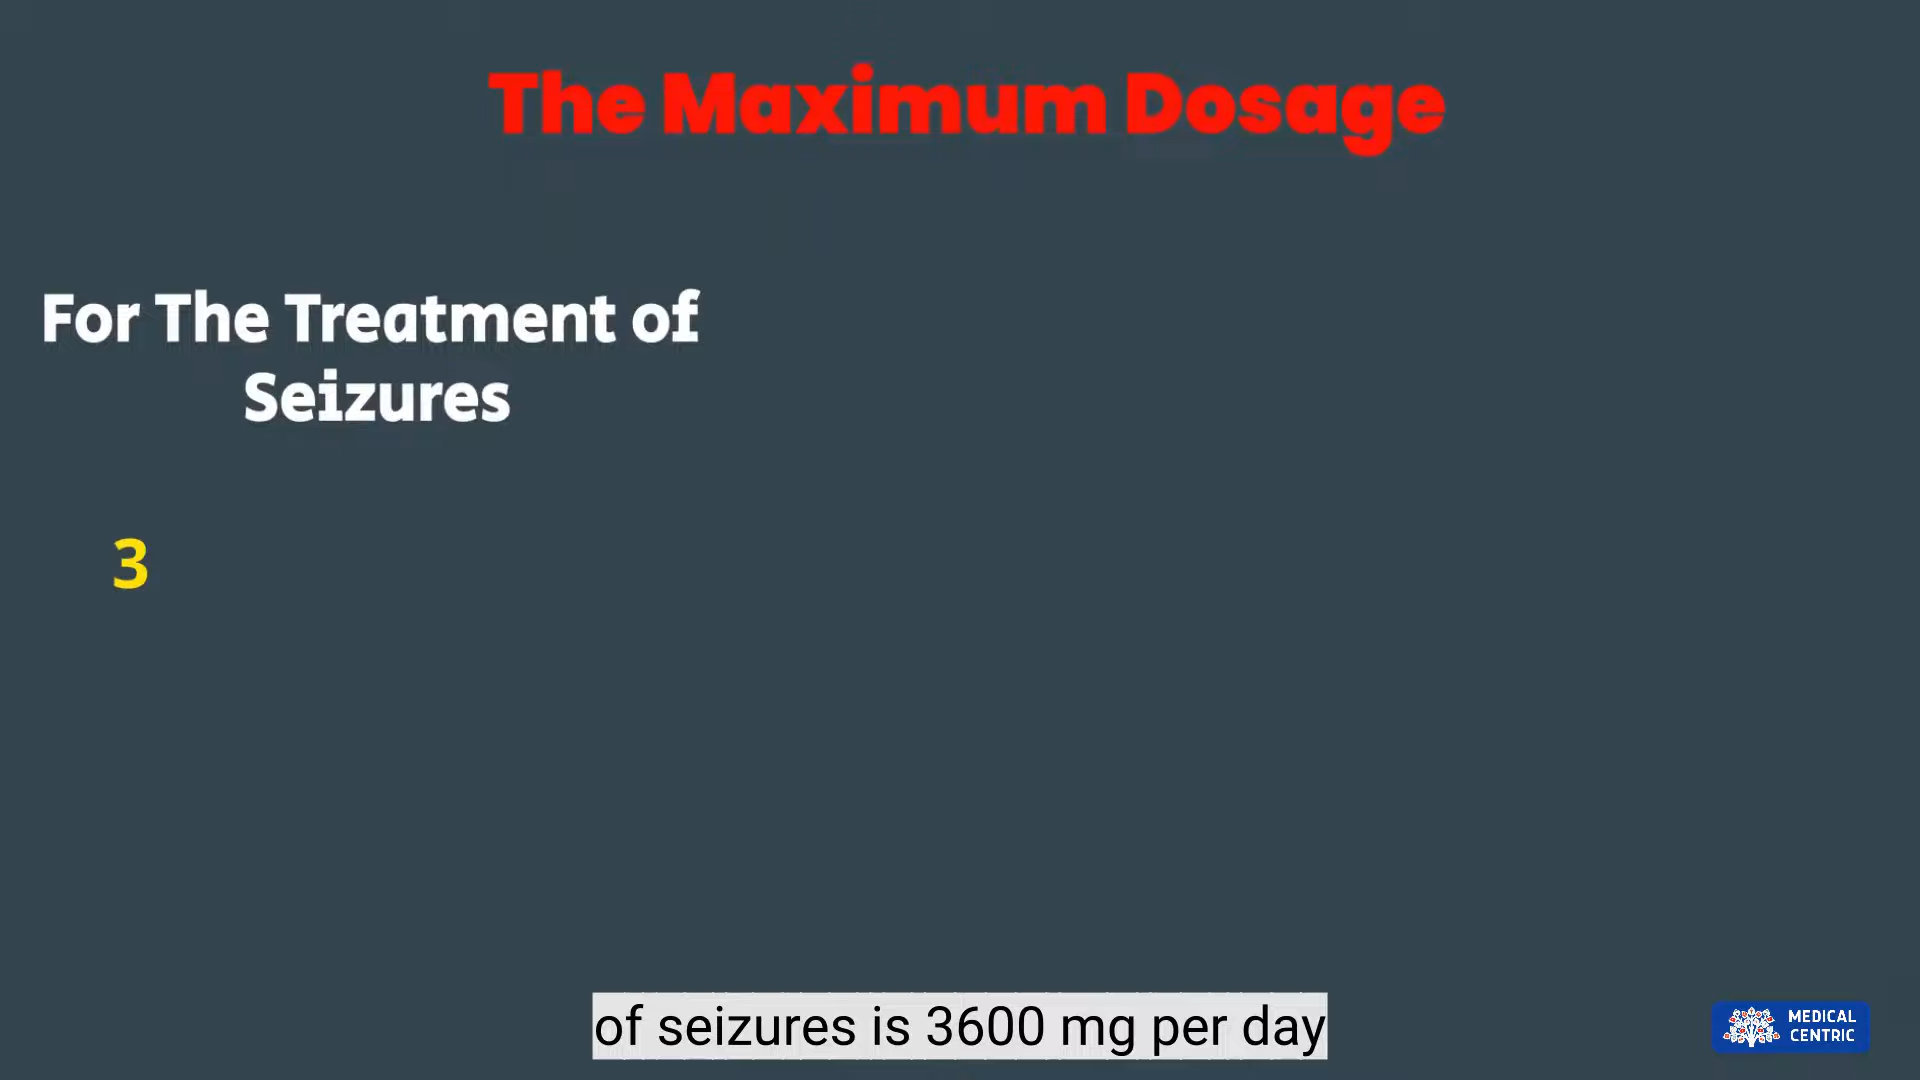 The Maximum Dosage
For The Treatment of
Seizures
3
of seizures is 3600 mg per day
MEDICAL
CENTRIC